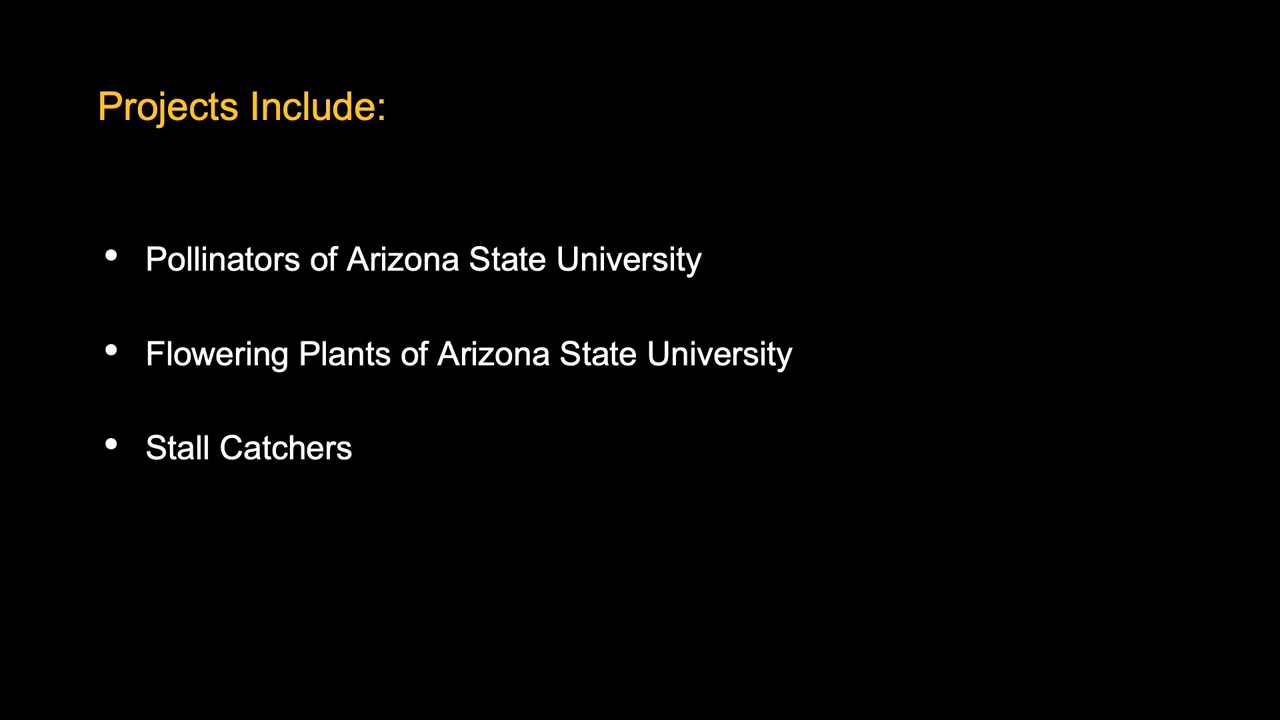 Projects Include:
• Pollinators of Arizona State University
• Flowering Plants of Arizona State University
• Stall Catchers